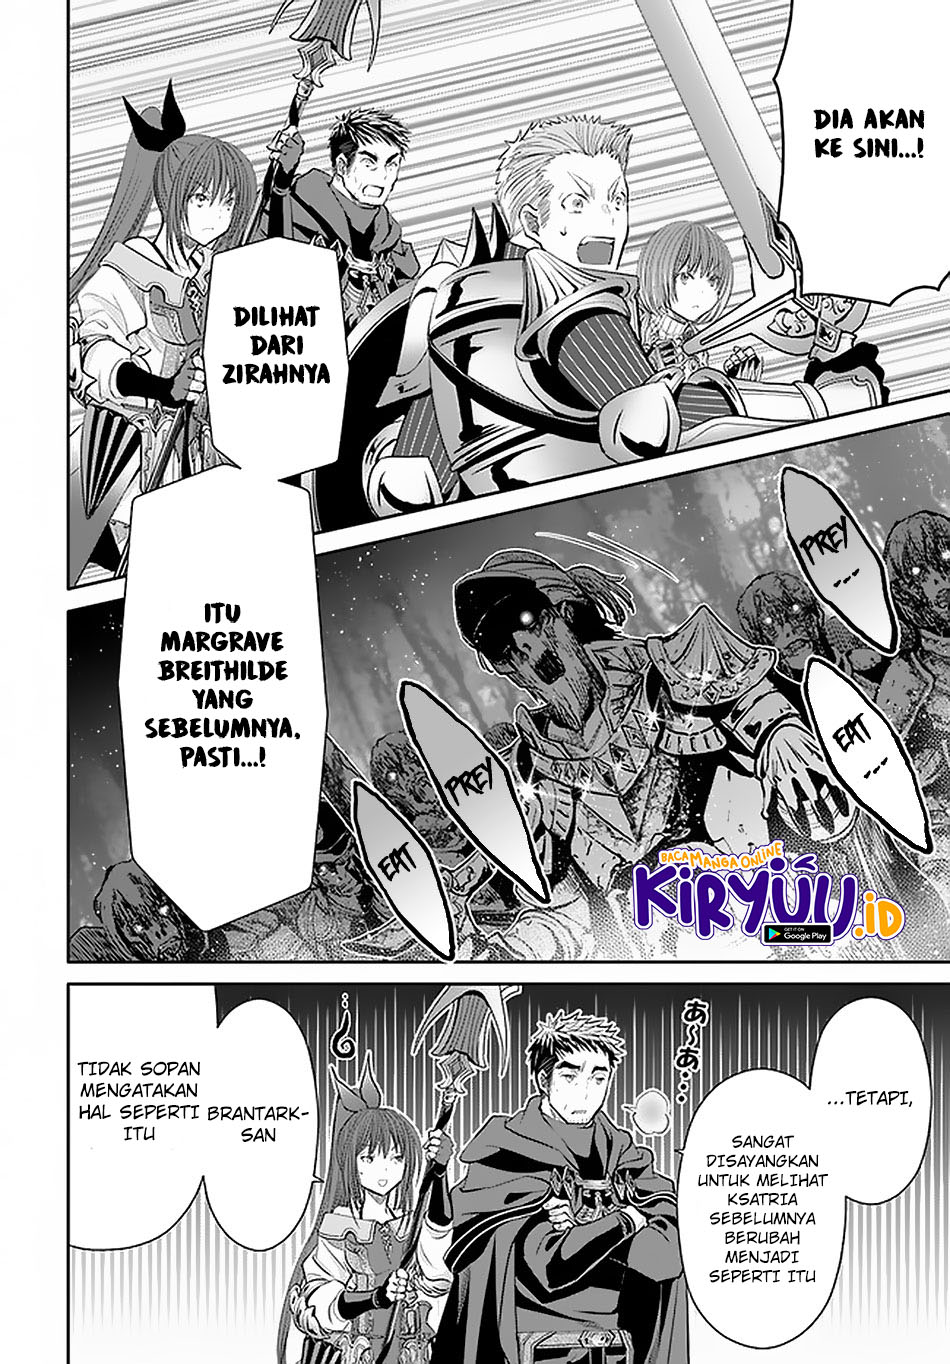 DIA AKAN
KE SINI...!
DILIHAT
DARI
ZIRAHNYA
ITU
MARGRAVE
BREITHILDE
YANG
SEBELUMNYA,
PASTI...!
PREY
---
EAT
---
PREY
EAT
BACA MANGA ONLINE
KIRYUU.ID
GET IT ON
Google Play
...TETAPI,
SANGAT
DISAYANGKAN
UNTUK MELIHAT
KSATRIA
SEBELUMNYA
BERUBAH
MENJADI
SEPERTI ITU
あ～あ…
BRANTARK-
SAN
TIDAK SOPAN
MENGATAKAN
HAL SEPERTI
ITU